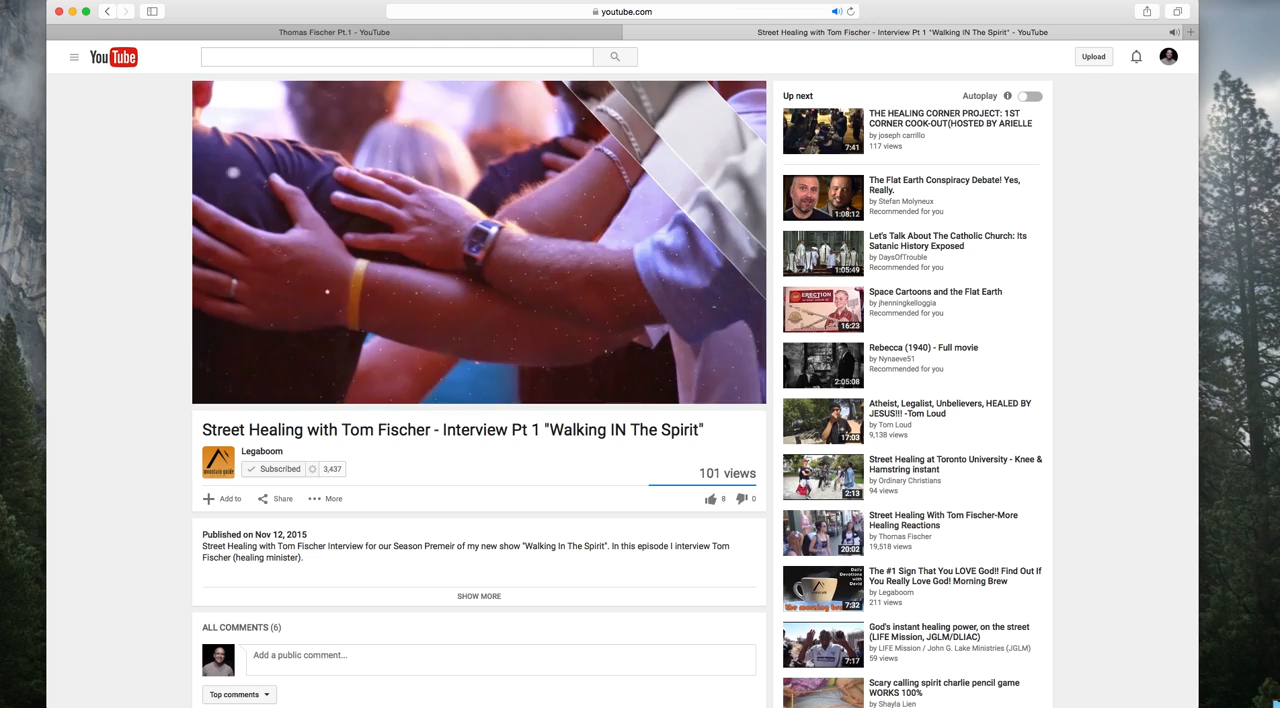 youtube.com
Thomas Fischer Pt.1 - YouTube
Street Healing with Tom Fischer - Interview Pt 1 "Walking IN The Spirit" - YouTube
YouTube
Upload
Up next
Autoplay
THE HEALING CORNER PROJECT: 1ST
CORNER COOK-OUT(HOSTED BY ARIELLE
by joseph carrillo
117 views
7:41
The Flat Earth Conspiracy Debate! Yes,
Really.
by Stefan Molyneux
Recommended for you
1:08:12
Let's Talk About The Catholic Church: Its
Satanic History Exposed
by DaysOfTrouble
Recommended for you
1:05:49
Space Cartoons and the Flat Earth
by jhenningkelloggia
Recommended for you
ERECTION
16:23
Rebecca (1940) - Full movie
by Nynaeve51
Recommended for you
2:05:08
Atheist, Legalist, Unbelievers, HEALED BY
JESUS!!! -Tom Loud
by Tom Loud
9,138 views
17:03
Street Healing at Toronto University - Knee &
Hamstring instant
by Ordinary Christians
94 views
2:13
Street Healing With Tom Fischer-More
Healing Reactions
by Thomas Fischer
19,518 views
20:02
The #1 Sign That You LOVE God!! Find Out If
You Really Love God! Morning Brew
by Legaboom
211 views
Daily
Devotions
with
David
7:32
God's instant healing power, on the street
(LIFE Mission, JGLM/DLIAC)
by LIFE Mission / John G. Lake Ministries (JGLM)
59 views
7:17
Scary calling spirit charlie pencil game
WORKS 100%
by Shayla Lien
Street Healing with Tom Fischer - Interview Pt 1 "Walking IN The Spirit"
Legaboom
mountain guide
Subscribed
3,437
101 views
Add to
Share
More
8
0
Published on Nov 12, 2015
Street Healing with Tom Fischer Interview for our Season Premeir of my new show "Walking In The Spirit". In this episode I interview Tom
Fischer (healing minister).
SHOW MORE
ALL COMMENTS (6)
Add a public comment...
Top comments